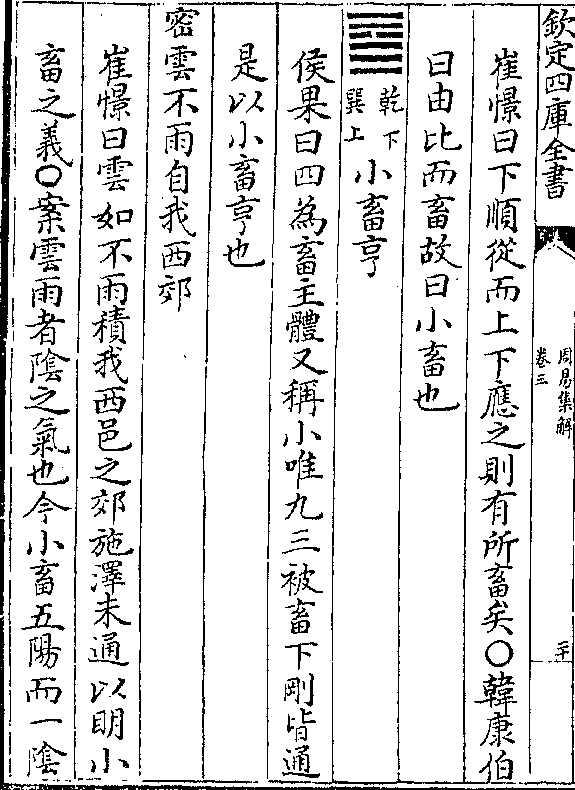 欽定四庫全書
周易集解
卷三
二十
崔憬曰下順從而上下應之則有所畜矣〇韓康伯
曰由比而畜故曰小畜也
䷈乾下巽上小畜亨
侯果曰四為畜主體又稱小唯九三被畜下剛皆通
是以小畜亨也
密雲不雨自我西郊
崔憬曰雲如不雨積我西邑之郊施澤未通以明小
畜之義〇案雲雨者陰之氣也今小畜五陽而一陰